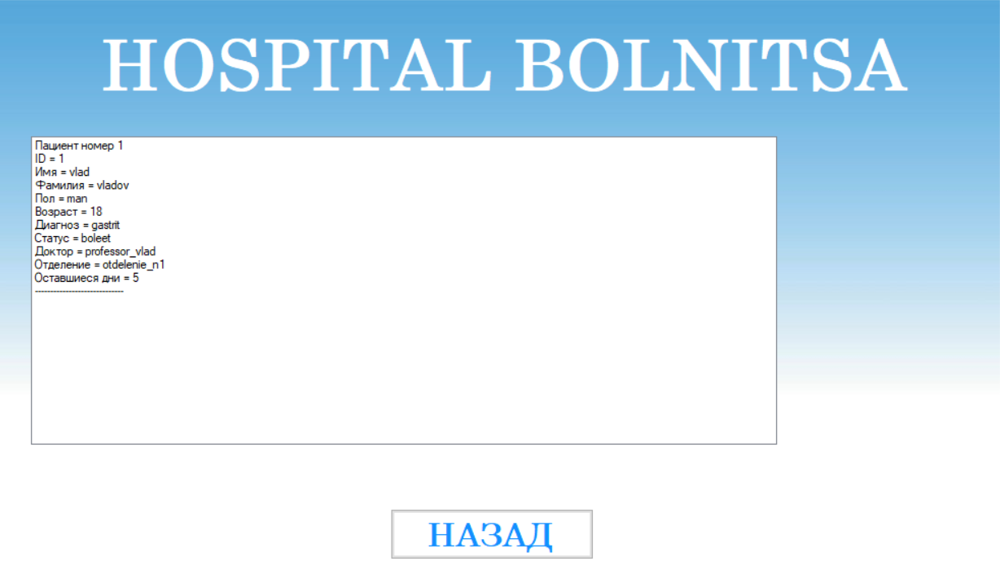 HOSPITAL BOLNITSA
Пациент номер 1
ID = 1
Имя = vlad
Фамилия = vladov
Пол = man
Возраст = 18
Диагноз = gastrit
Статус = boleet
Доктор = professor_vlad
Отделение = otdelenie_n1
Оставшиеся дни = 5
-----------------------------
НАЗАД